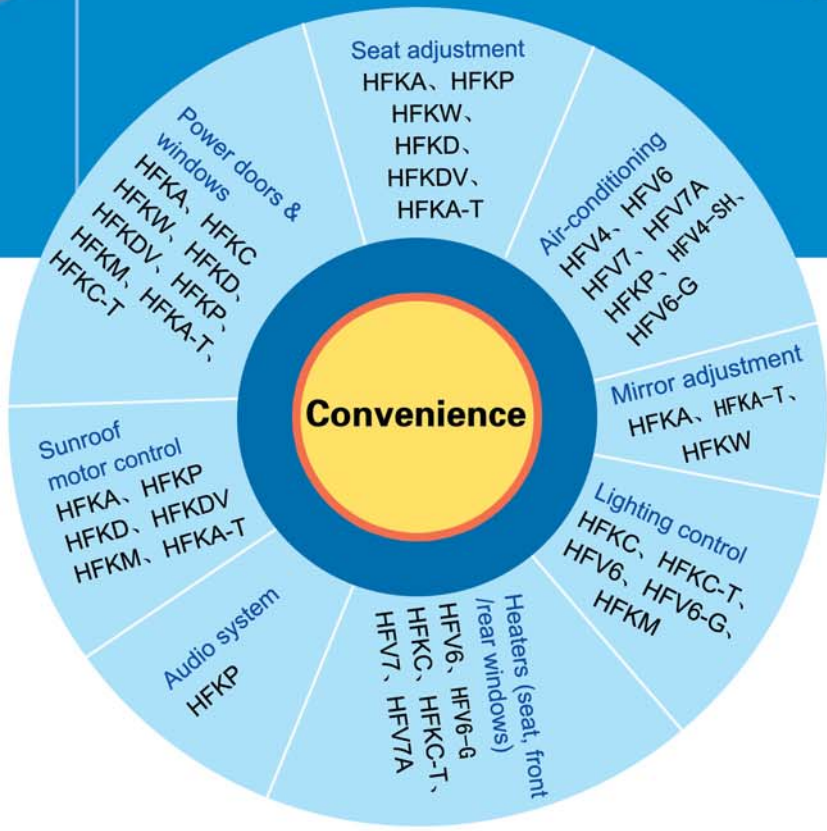 Seat adjustment
HFKA、HFKP
HFKW、
HFKD、
HFKDV、
HFKA-T
Air-conditioning
HFV4、HFV6
HFV7、HFV7A
HFKP、HFV4-SH、
HFV6-G
Mirror adjustment
HFKA、HFKA-T、
HFKW
Lighting control
HFKC、HFKC-T、
HFV6、HFV6-G、
HFKM
Heaters (seat, front
/rear windows)
HFV6、HFV6-G
HFKC、HFKC-T、
HFV7、HFV7A
Audio system
HFKP
Sunroof
motor control
HFKA、HFKP
HFKD、HFKDV
HFKM、HFKA-T
Power doors &
windows
HFKA、HFKC
HFKW、HFKD、
HFKDV、HFKP、
HFKM、HFKA-T、
HFKC-T
Convenience